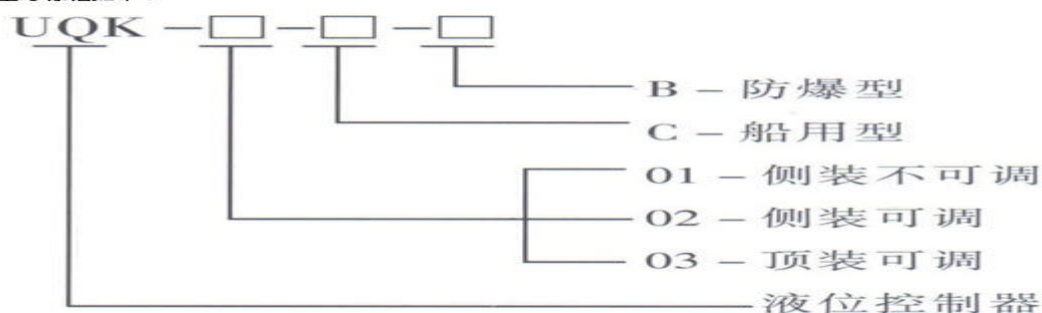 UQK -□-□-□
B - 防爆型
C - 船用型
01 - 侧装不可调
02 - 侧装可调
03 - 顶装可调
液位控制器